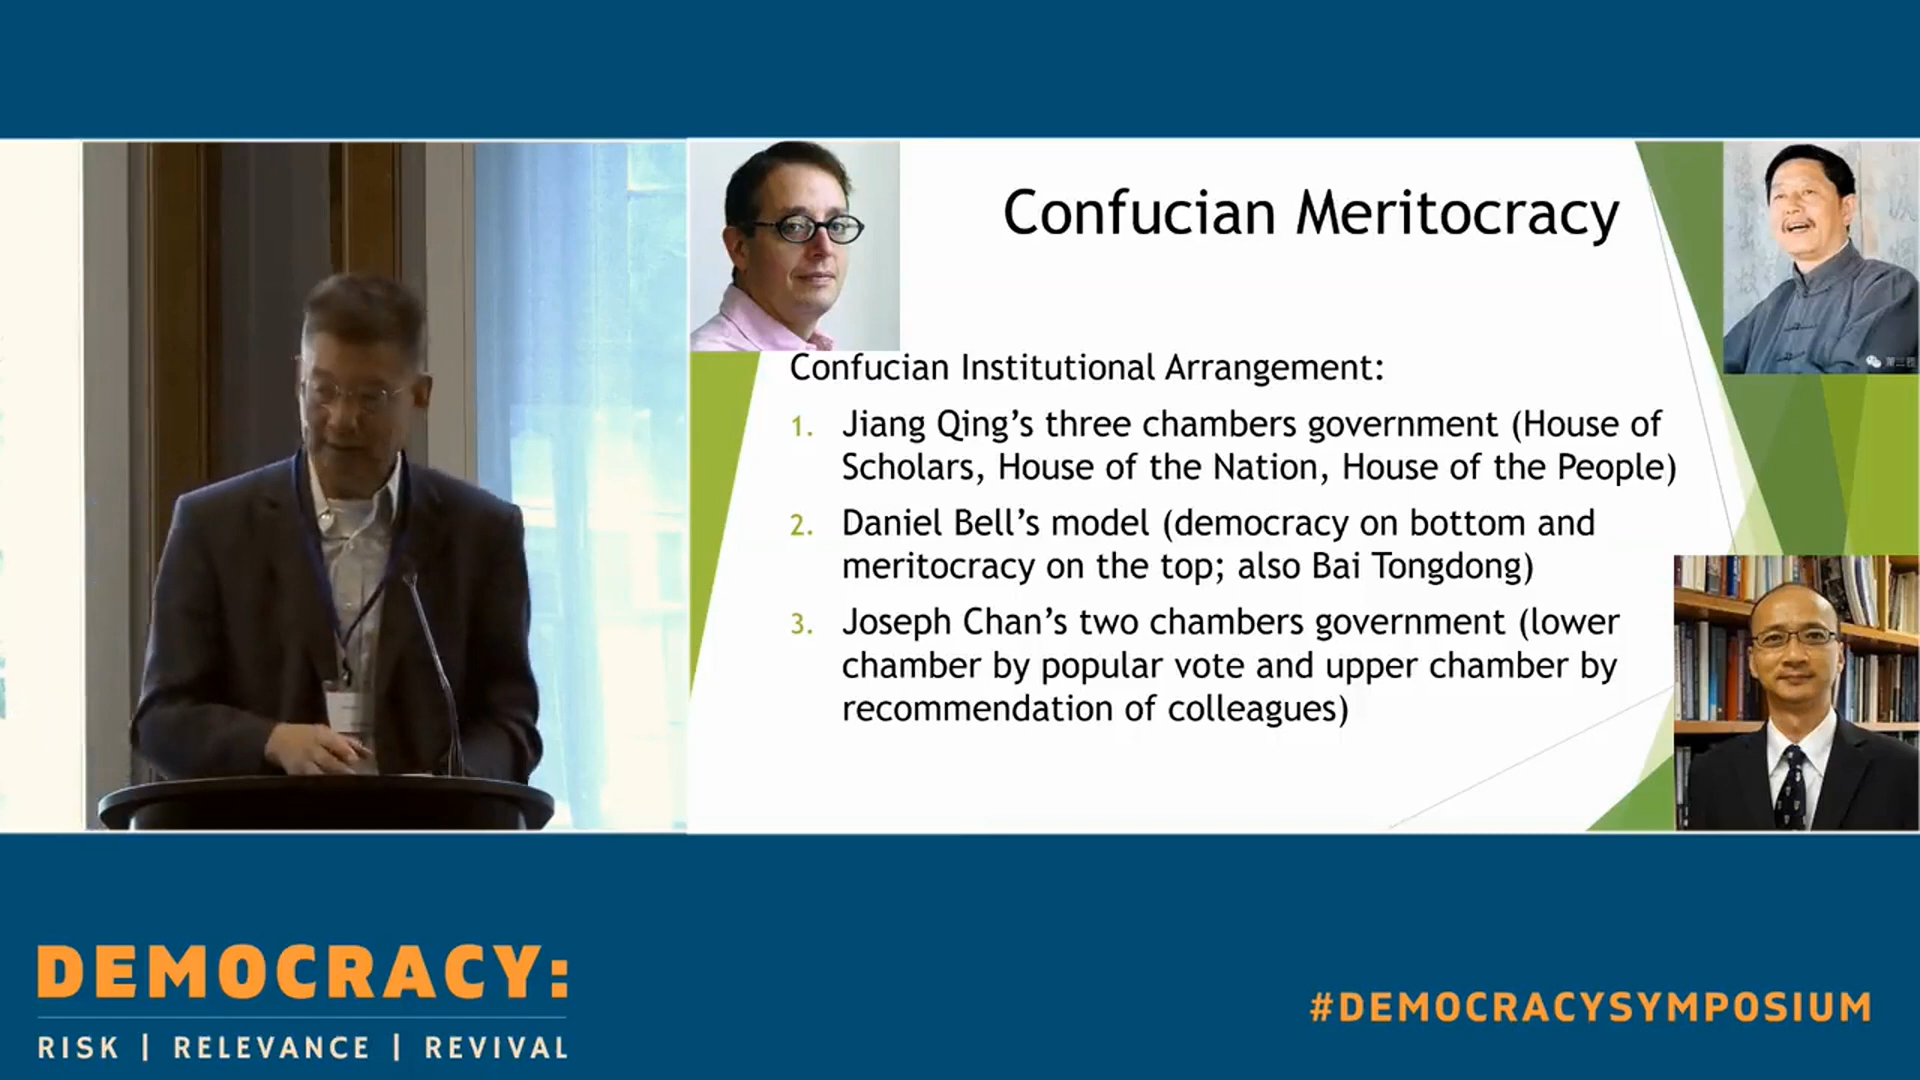 Confucian Meritocracy
Confucian Institutional Arrangement:
1. Jiang Qing’s three chambers government (House of
Scholars, House of the Nation, House of the People)
2. Daniel Bell’s model (democracy on bottom and
meritocracy on the top; also Bai Tongdong)
3. Joseph Chan’s two chambers government (lower
chamber by popular vote and upper chamber by
recommendation of colleagues)
DEMOCRACY:
RISK | RELEVANCE | REVIVAL
#DEMOCRACYSYMPOSIUM